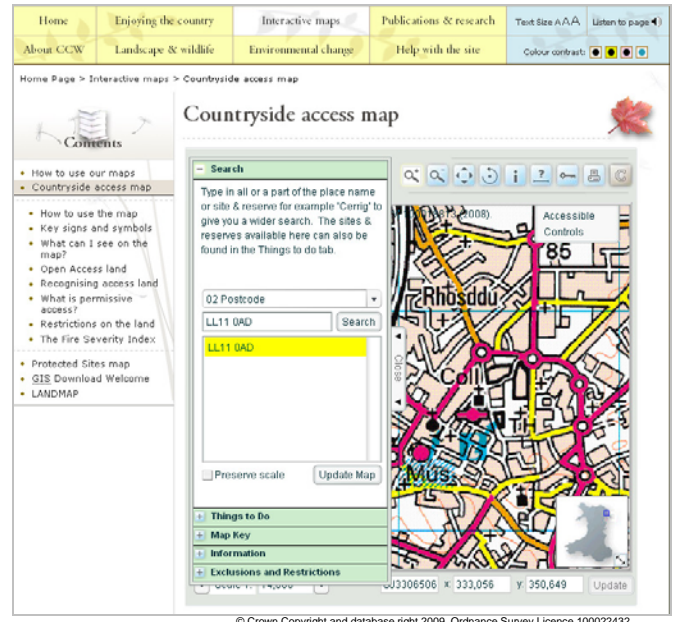 Home Enjoying the country Interactive maps Publications & research Text Size A A A Listen to page
About CCW Landscape & wildlife Environmental change Help with the site Colour contrast:
Home Page > Interactive maps > Countryside access map
Contents
How to use our maps
Countryside access map
How to use the map
Key signs and symbols
What can I see on the
map?
Open Access land
Recognising access land
What is permissive
access?
Restrictions on the land
The Fire Severity Index
Protected Sites map
GIS Download Welcome
LANDMAP
Countryside access map
Search
Type in all or a part of the place name
or site & reserve for example 'Cerrig' to
give you a wider search. The sites &
reserves available here can also be
found in the Things to do tab.
02 Postcode
LL11 0AD Search
LL11 0AD
Preserve scale Update Map
Things to Do
Map Key
Information
Exclusions and Restrictions
(2008).
Accessible
Controls
85
Rhosddu
Close
Coll
TH
Mus
x: 333,056 y: 350,649 Update
© Crown Copyright and database right 2009. Ordnance Survey Licence 100022432